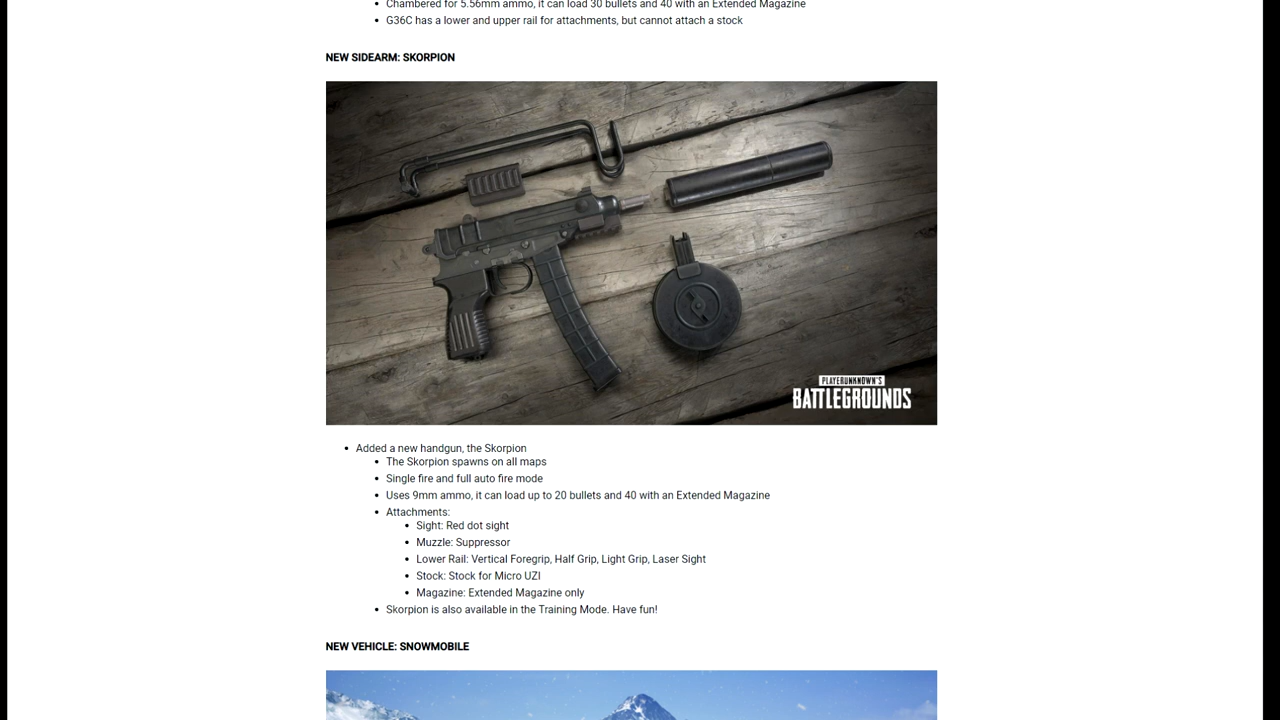 Chambered for 5.56mm ammo, it can load 30 bullets and 40 with an Extended Magazine
G36C has a lower and upper rail for attachments, but cannot attach a stock
NEW SIDEARM: SKORPION
PLAYERUNKNOWN'S
BATTLEGROUNDS
Added a new handgun, the Skorpion
The Skorpion spawns on all maps
Single fire and full auto fire mode
Uses 9mm ammo, it can load up to 20 bullets and 40 with an Extended Magazine
Attachments:
Sight: Red dot sight
Muzzle: Suppressor
Lower Rail: Vertical Foregrip, Half Grip, Light Grip, Laser Sight
Stock: Stock for Micro UZI
Magazine: Extended Magazine only
Skorpion is also available in the Training Mode. Have fun!
NEW VEHICLE: SNOWMOBILE